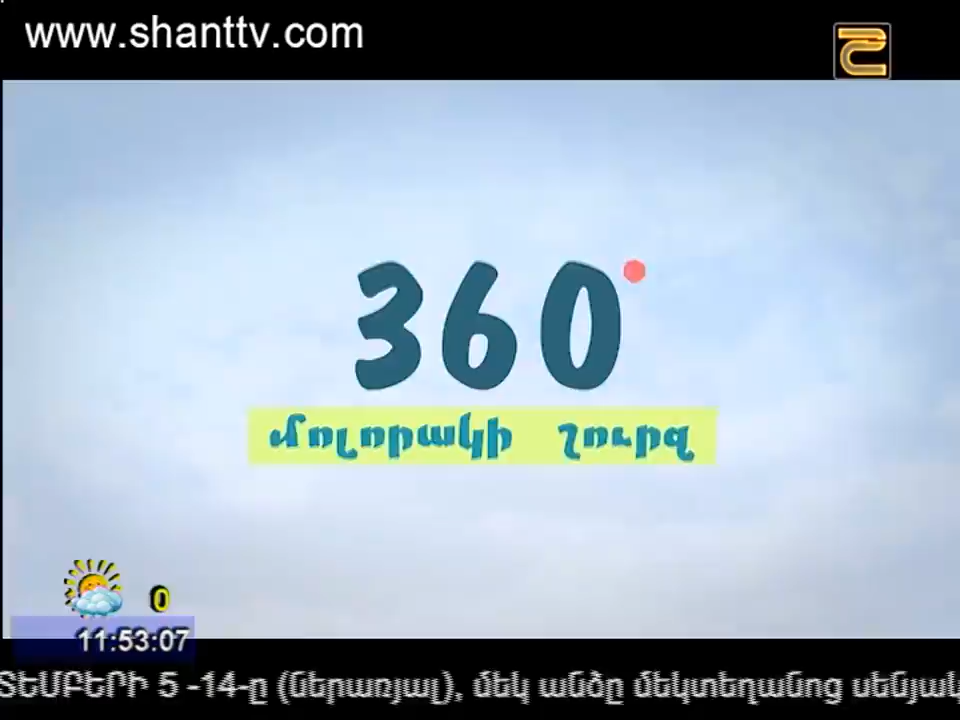 www.shanttv.com
360°
մոլորակի շուրջ
0
11:53:07
ՏԵՄԲԵՐԻ 5 -14-ը (ներառյալ), մեկ անձը մեկտեղանոց սենյակ